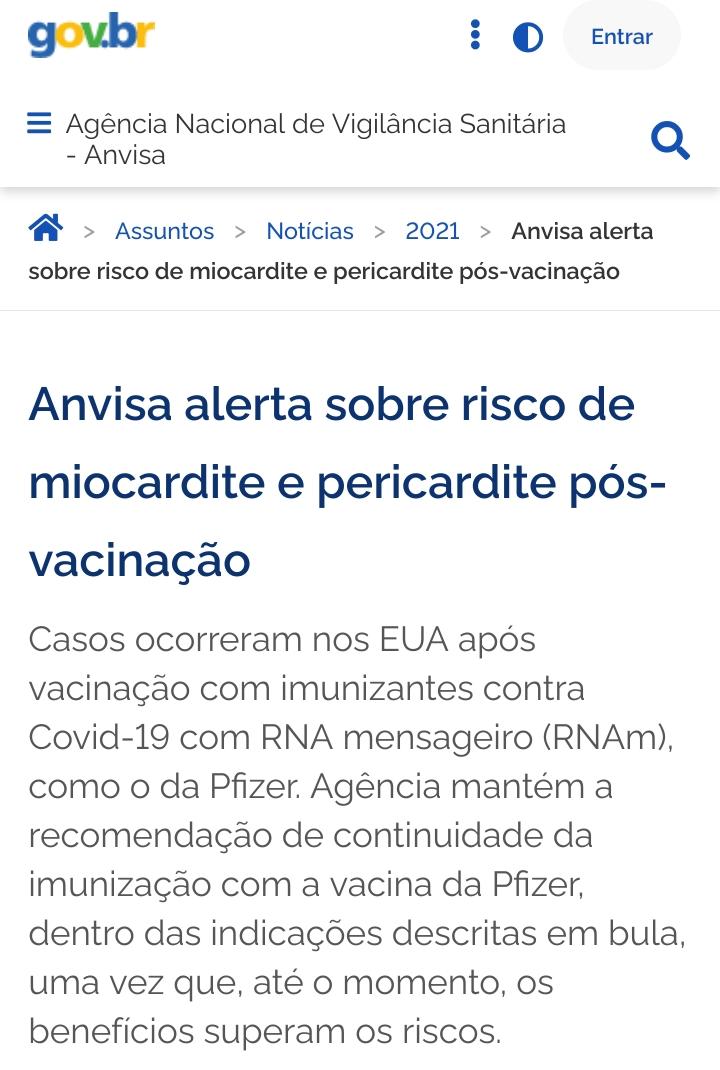 gov.br
Entrar
Agência Nacional de Vigilância Sanitária
- Anvisa
> Assuntos > Notícias > 2021 > Anvisa alerta
sobre risco de miocardite e pericardite pós-vacinação
Anvisa alerta sobre risco de
miocardite e pericardite pós-
vacinação
Casos ocorreram nos EUA após
vacinação com imunizantes contra
Covid-19 com RNA mensageiro (RNAm),
como o da Pfizer. Agência mantém a
recomendação de continuidade da
imunização com a vacina da Pfizer,
dentro das indicações descritas em bula,
uma vez que, até o momento, os
benefícios superam os riscos.